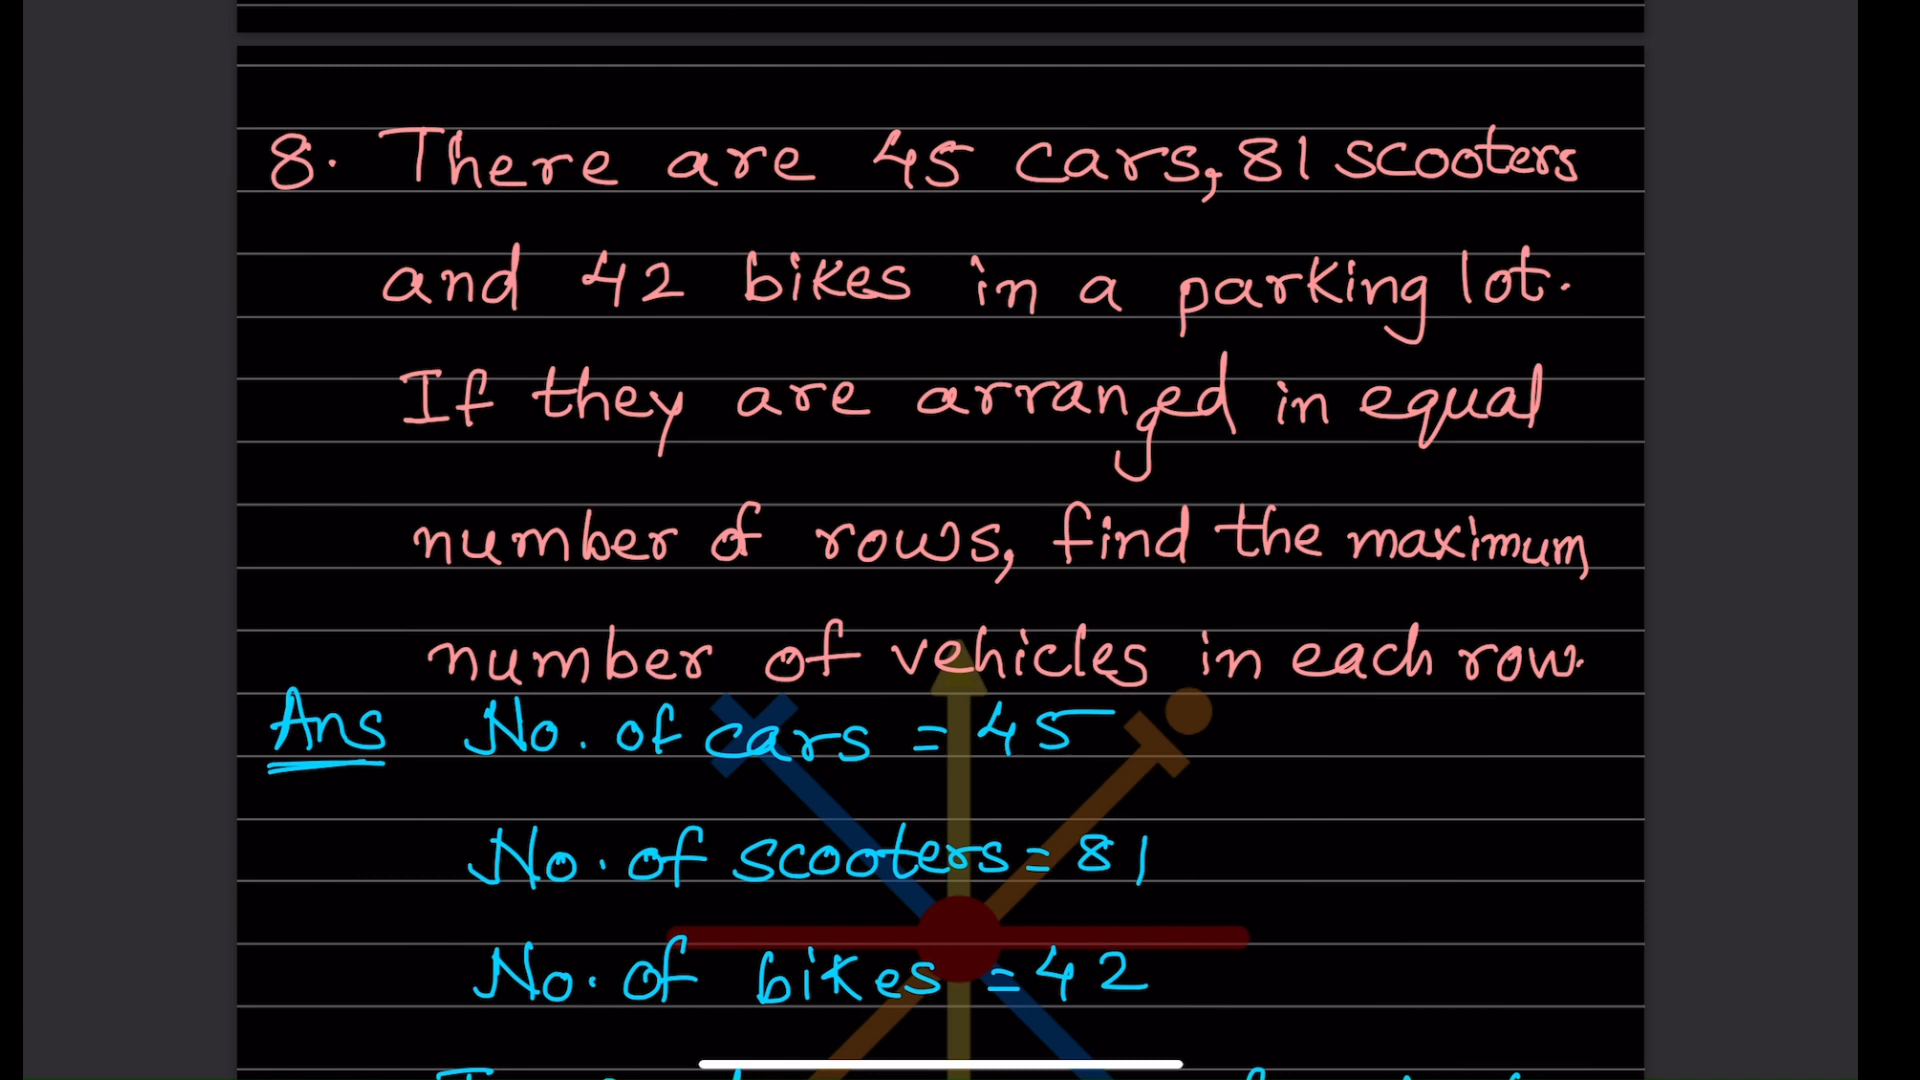 8. There are 45 cars, 81 scooters
and 42 bikes in a parking lot.
If they are arranged in equal
number of rows, find the maximum
number of vehicles in each row.
Ans No. of cars = 45
No. of scooters = 81
No. of bikes = 42